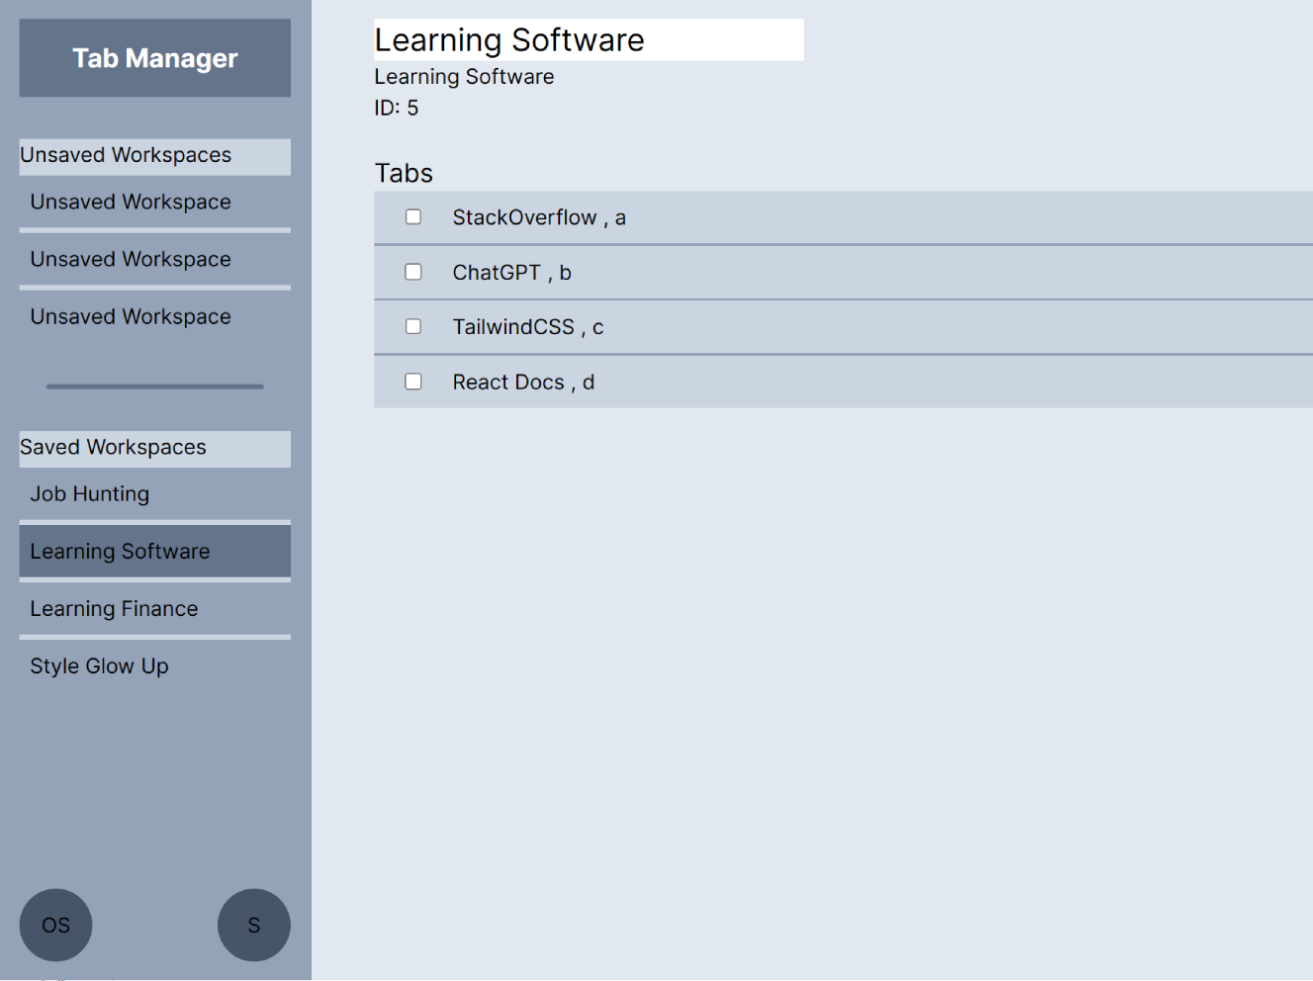 Tab Manager
Unsaved Workspaces
Unsaved Workspace
Unsaved Workspace
Unsaved Workspace
Saved Workspaces
Job Hunting
Learning Software
Learning Finance
Style Glow Up
OS
S
Learning Software
Learning Software
ID: 5
Tabs
StackOverflow , a
ChatGPT , b
TailwindCSS , c
React Docs , d